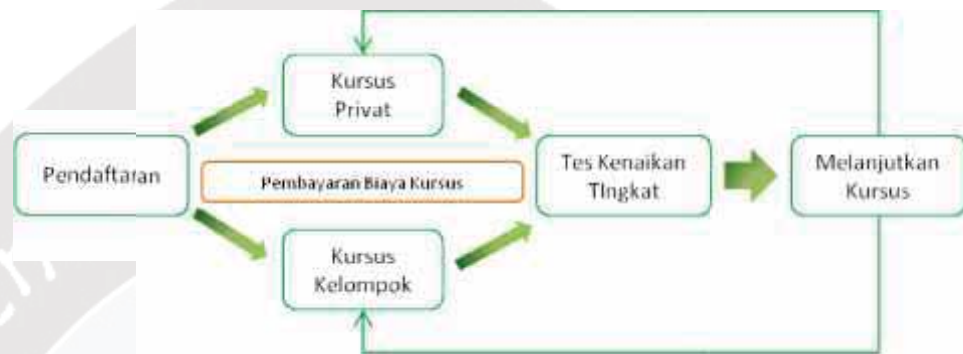 Kursus
Privat
Pendaftaran
Pembayaran Biaya Kursus
Tes Kenaikan
TIngkat
Melanjutkan
Kursus
Kursus
Kelompok